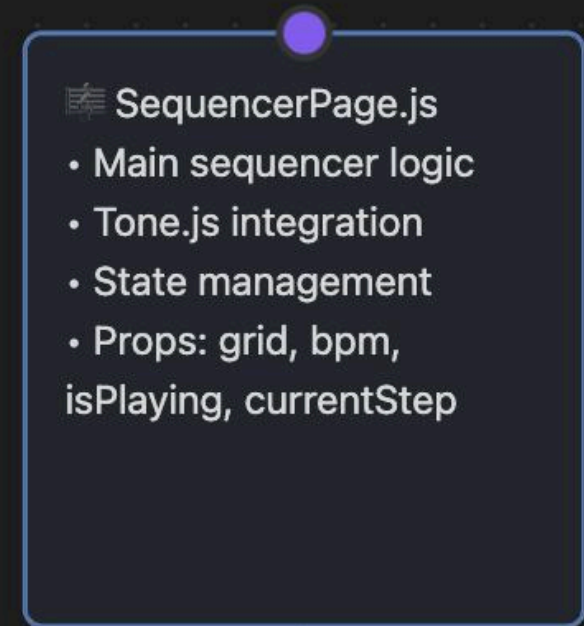 🎼 SequencerPage.js
• Main sequencer logic
• Tone.js integration
• State management
• Props: grid, bpm,
isPlaying, currentStep